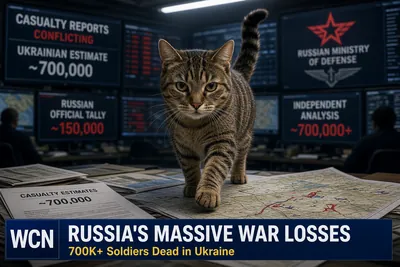 CASUALTY REPORTS
CONFLICTING
UKRAINIAN ESTIMATE
~700,000
RUSSIAN
OFFICIAL TALLY
~150,000
RUSSIAN MINISTRY
OF DEFENSE
INDEPENDENT
ANALYSIS
~700,000+
CASUALTY ESTIMATES
~700,000
WCN
RUSSIA'S MASSIVE WAR LOSSES
700K+ Soldiers Dead in Ukraine